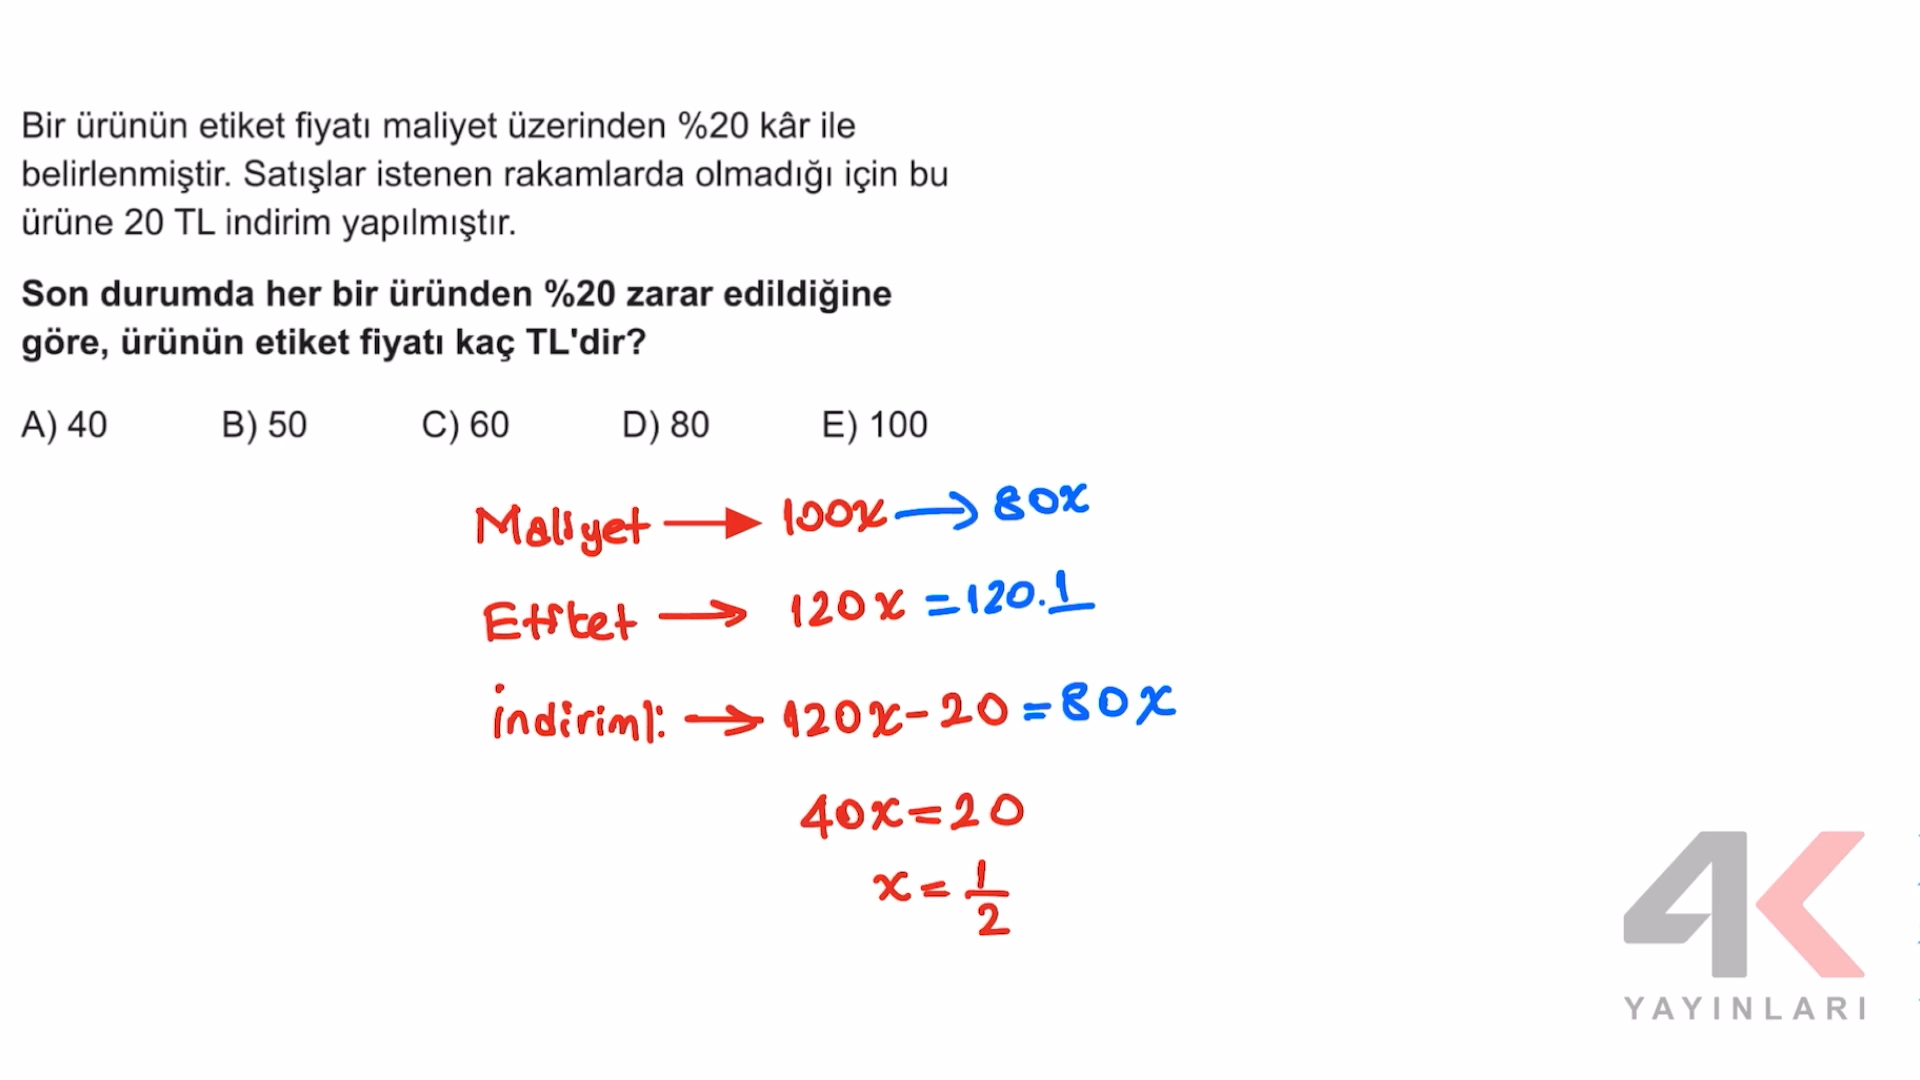 Bir ürünün etiket fiyatı maliyet üzerinden %20 kâr ile
belirlenmiştir. Satışlar istenen rakamlarda olmadığı için bu
ürüne 20 TL indirim yapılmıştır.
Son durumda her bir üründen %20 zarar edildiğine
göre, ürünün etiket fiyatı kaç TL'dir?
A) 40 B) 50 C) 60 D) 80 E) 100
Maliyet → 100x → 80x
Etiket → 120x = 120.1
İndirimli: → 120x - 20 = 80x
40x = 20
x = 1/2
4K
YAYINLARI